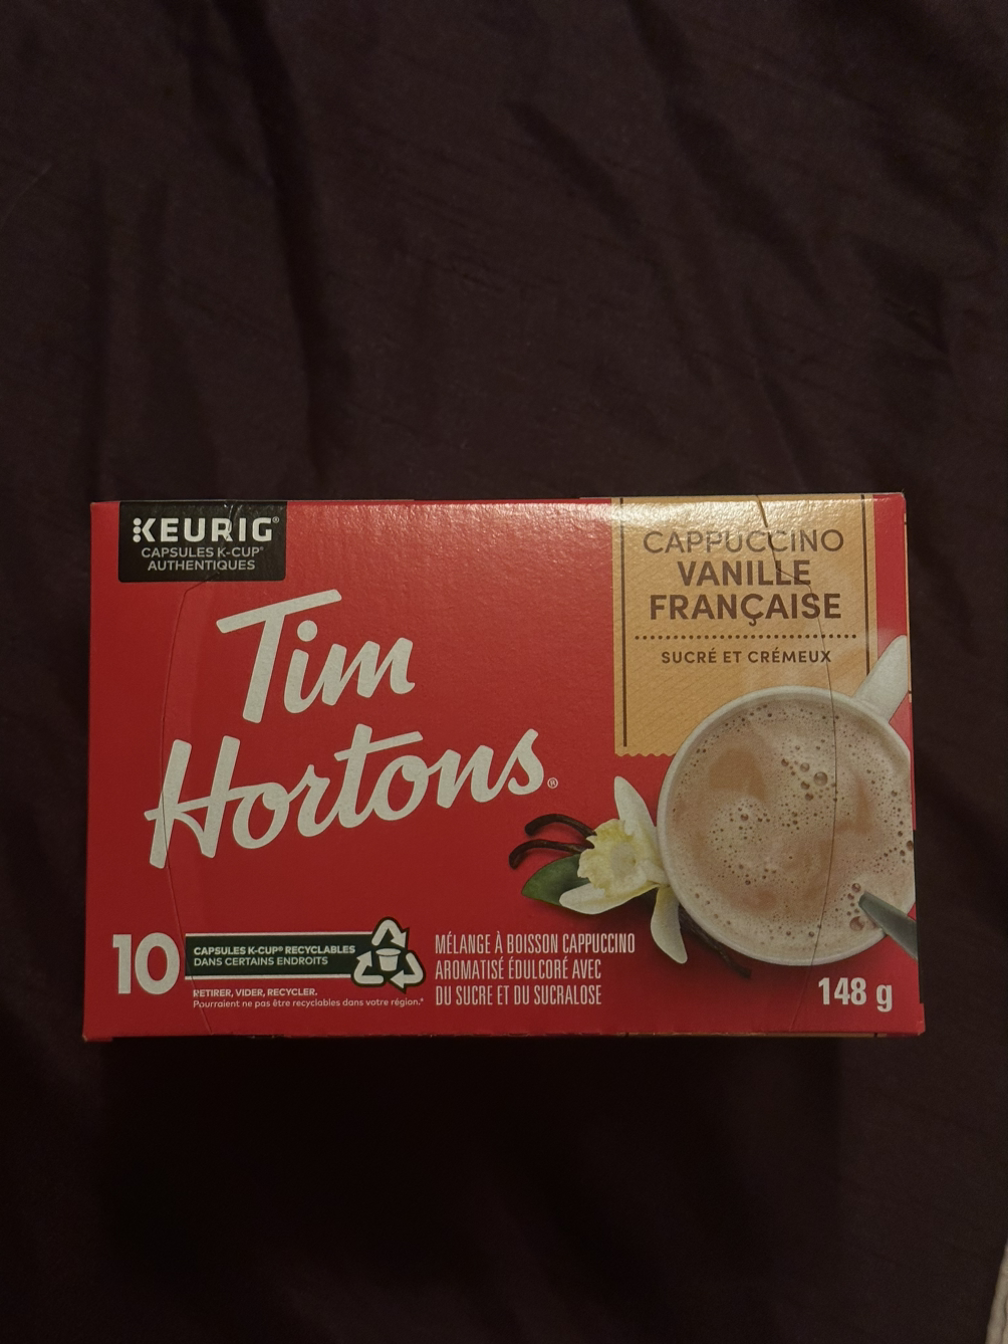 KEURIG®
CAPSULES K-CUP®
AUTHENTIQUES
Tim
Hortons®
CAPPUCCINO
VANILLE
FRANÇAISE
SUCRÉ ET CRÉMEUX
10
CAPSULES K-CUP® RECYCLABLES
DANS CERTAINS ENDROITS
RETIRER, VIDER, RECYCLER.
Pourraient ne pas être recyclables dans votre région.*
MÉLANGE À BOISSON CAPPUCCINO
AROMATISÉ ÉDULCORÉ AVEC
DU SUCRE ET DU SUCRALOSE
148 g